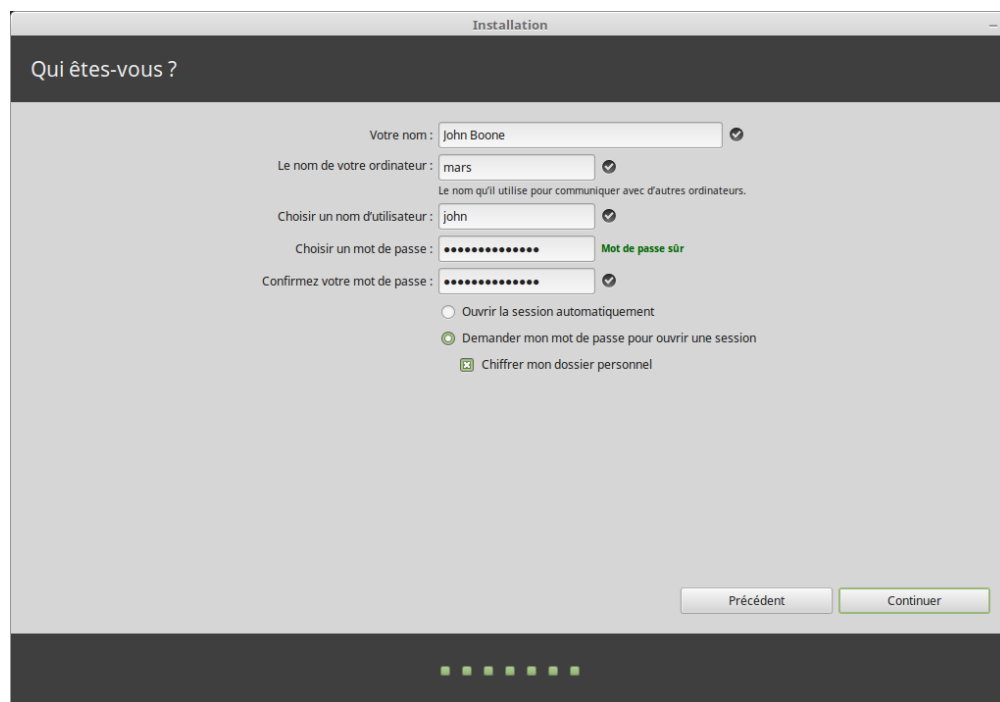 Installation
Qui êtes-vous ?
Votre nom : John Boone
Le nom de votre ordinateur : mars
Le nom qu'il utilise pour communiquer avec d'autres ordinateurs.
Choisir un nom d'utilisateur : john
Choisir un mot de passe : ●●●●●●●●●●●●●● Mot de passe sûr
Confirmez votre mot de passe : ●●●●●●●●●●●●●●
Ouvrir la session automatiquement
Demander mon mot de passe pour ouvrir une session
Chiffrer mon dossier personnel
Précédent Continuer